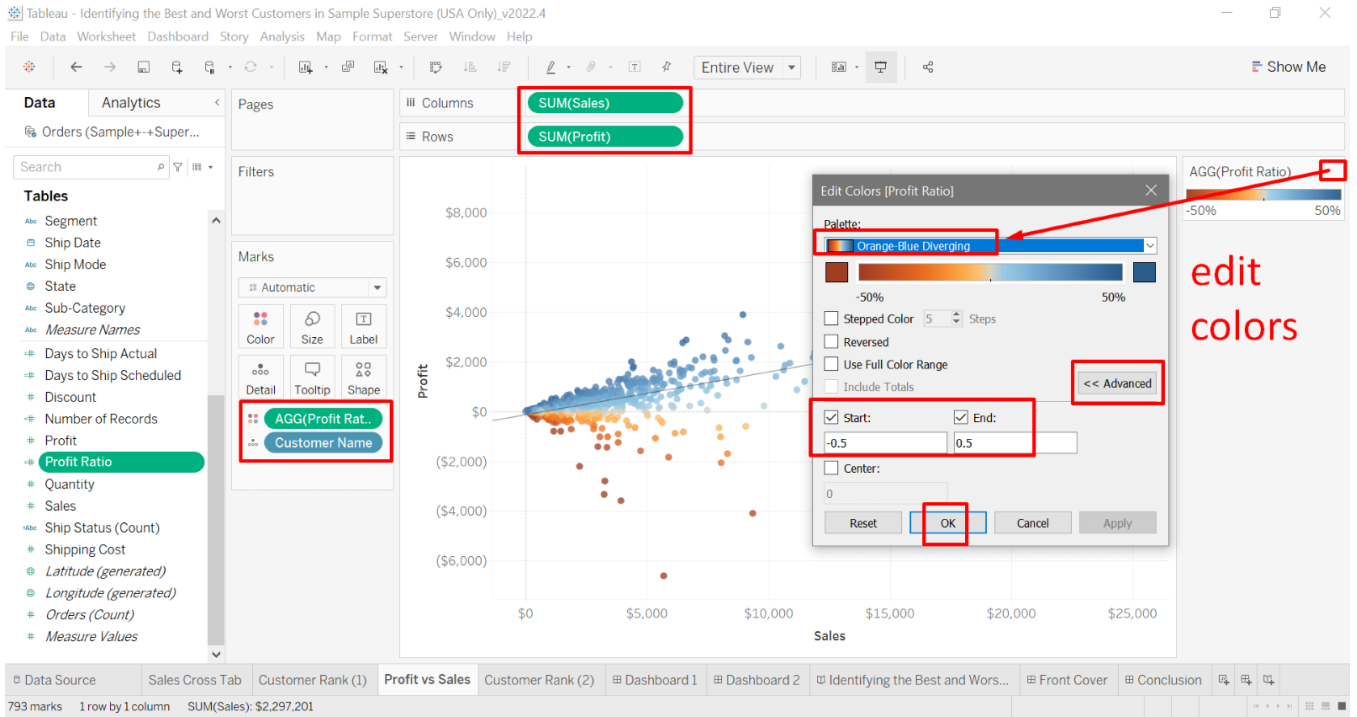 Tableau - Identifying the Best and Worst Customers in Sample Superstore (USA Only)_v2022.4
File Data Worksheet Dashboard Story Analysis Map Format Server Window Help
Entire View
Show Me
Data Analytics
Orders (Sample+-+Super...
Search
Tables
Abc Segment
Ship Date
Abc Ship Mode
State
Abc Sub-Category
Abc Measure Names
=# Days to Ship Actual
=# Days to Ship Scheduled
# Discount
=# Number of Records
# Profit
=# Profit Ratio
# Quantity
# Sales
=Abc Ship Status (Count)
# Shipping Cost
Latitude (generated)
Longitude (generated)
# Orders (Count)
# Measure Values
Pages
Filters
Marks
Automatic
Color Size Label
Detail Tooltip Shape
AGG(Profit Rat..
Customer Name
Columns SUM(Sales)
Rows SUM(Profit)
Profit
$8,000
$6,000
$4,000
$2,000
$0
($2,000)
($4,000)
($6,000)
$0 $5,000 $10,000 $15,000 $20,000 $25,000
Sales
Edit Colors [Profit Ratio]
Palette:
Orange-Blue Diverging
-50% 50%
Stepped Color 5 Steps
Reversed
Use Full Color Range
Include Totals
<< Advanced
Start: End:
-0.5 0.5
Center:
0
Reset OK Cancel Apply
AGG(Profit Ratio)
-50% 50%
edit
colors
Data Source Sales Cross Tab Customer Rank (1) Profit vs Sales Customer Rank (2) Dashboard 1 Dashboard 2 Identifying the Best and Wors... Front Cover Conclusion
793 marks 1 row by 1 column SUM(Sales): $2,297,201